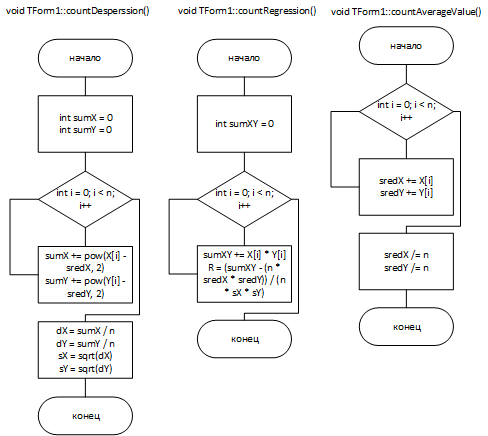 void TForm1::countDesperssion()
начало
int sumX = 0
int sumY = 0
int i = 0; i < n;
i++
sumX += pow(X[i] -
sredX, 2)
sumY += pow(Y[i] -
sredY, 2)
dX = sumX / n
dY = sumY / n
sX = sqrt(dX)
sY = sqrt(dY)
конец
void TForm1::countRegression()
начало
int sumXY = 0
int i = 0; i < n;
i++
sumXY += X[i] * Y[i]
R = (sumXY - (n *
sredX * sredY)) / (n
* sX * sY)
конец
void TForm1::countAverageValue()
начало
int i = 0; i < n;
i++
sredX += X[i]
sredY += Y[i]
sredX /= n
sredY /= n
конец